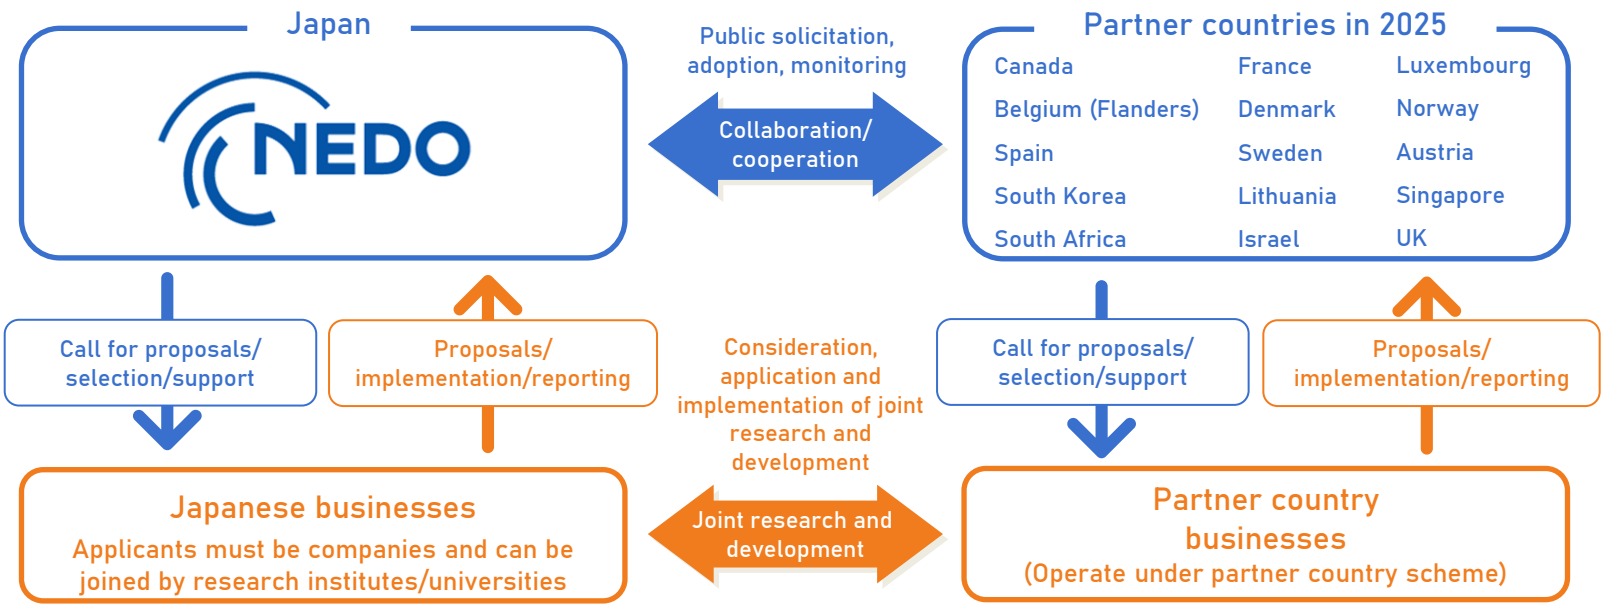 Japan
NEDO
Public solicitation,
adoption, monitoring
Collaboration/
cooperation
Partner countries in 2025
Canada
Belgium (Flanders)
Spain
South Korea
South Africa
France
Denmark
Sweden
Lithuania
Israel
Luxembourg
Norway
Austria
Singapore
UK
Call for proposals/
selection/support
Proposals/
implementation/reporting
Consideration,
application and
implementation of joint
research and
development
Call for proposals/
selection/support
Proposals/
implementation/reporting
Japanese businesses
Applicants must be companies and can be
joined by research institutes/universities
Joint research and
development
Partner country
businesses
(Operate under partner country scheme)